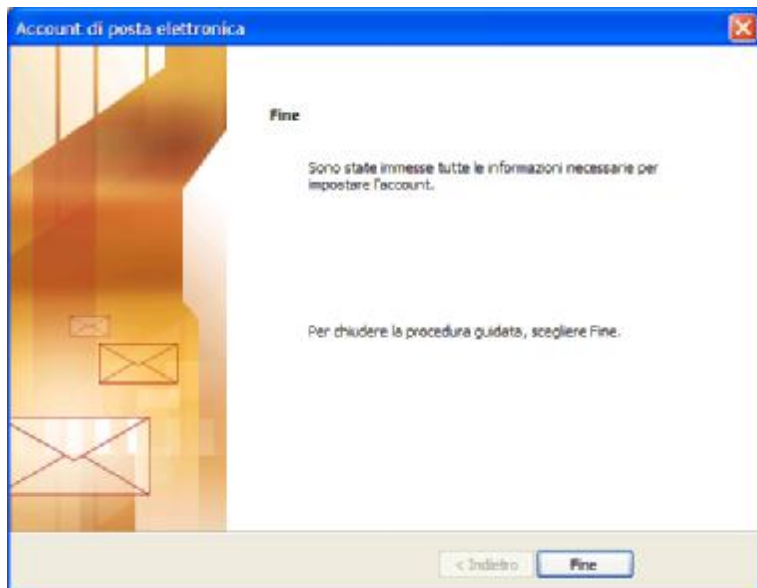 Account di posta elettronica
Fine
Sono state immesse tutte le informazioni necessarie per
impostare l'account.
Per chiudere la procedura guidata, scegliere Fine.
< Indietro
Fine